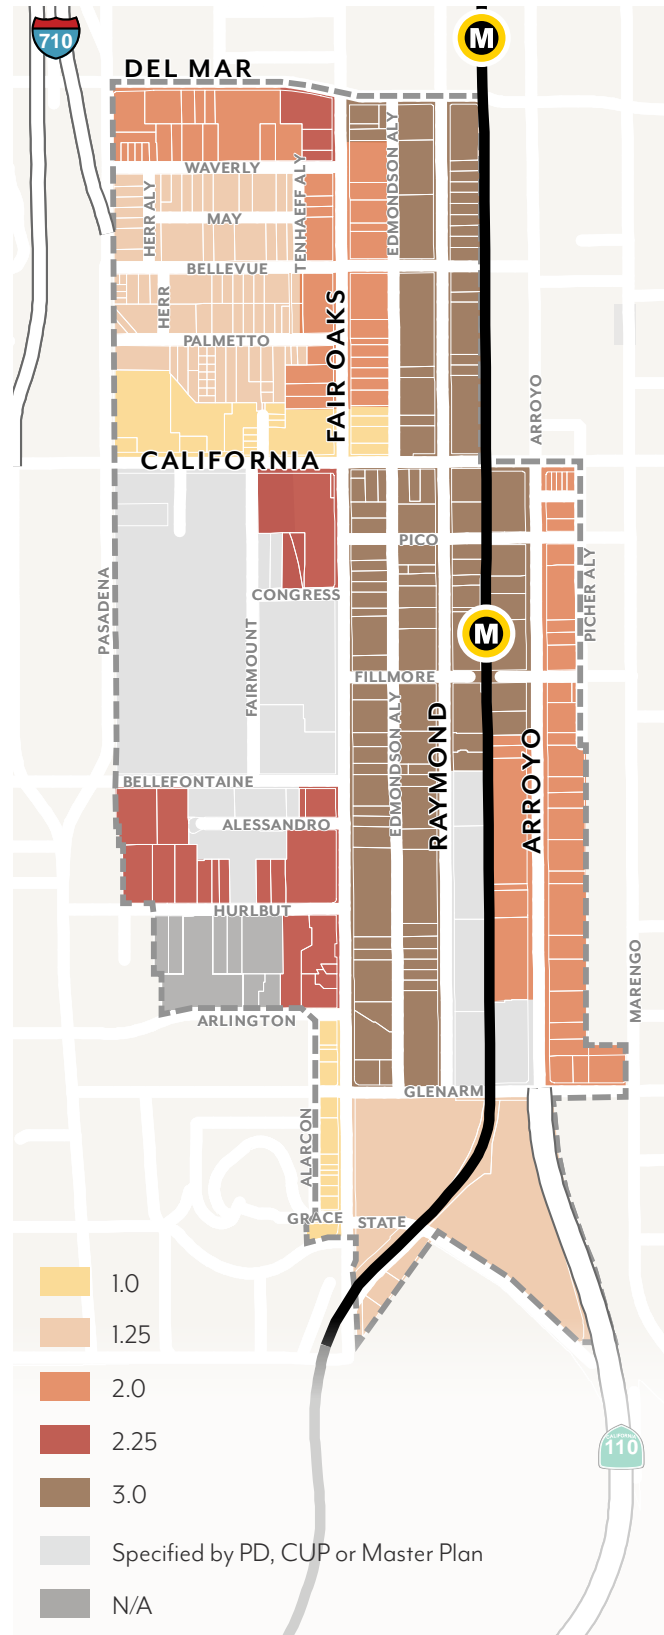 710
M
DEL MAR
WAVERLY
TENHAEFF ALY
EDMONDSON ALY
HERR ALY
MAY
BELLEVUE
HERR
FAIR OAKS
PALMETTO
ARROYO
CALIFORNIA
PICO
PASADENA
CONGRESS
PICHER ALY
M
FAIRMOUNT
FILLMORE
EDMONDSON ALY
RAYMOND
ARROYO
BELLEFONTAINE
ALESSANDRO
HURLBUT
MARENGO
ARLINGTON
GLENARM
ALARCON
GRACE
STATE
1.0
1.25
2.0
2.25
CALIFORNIA
110
3.0
Specified by PD, CUP or Master Plan
N/A